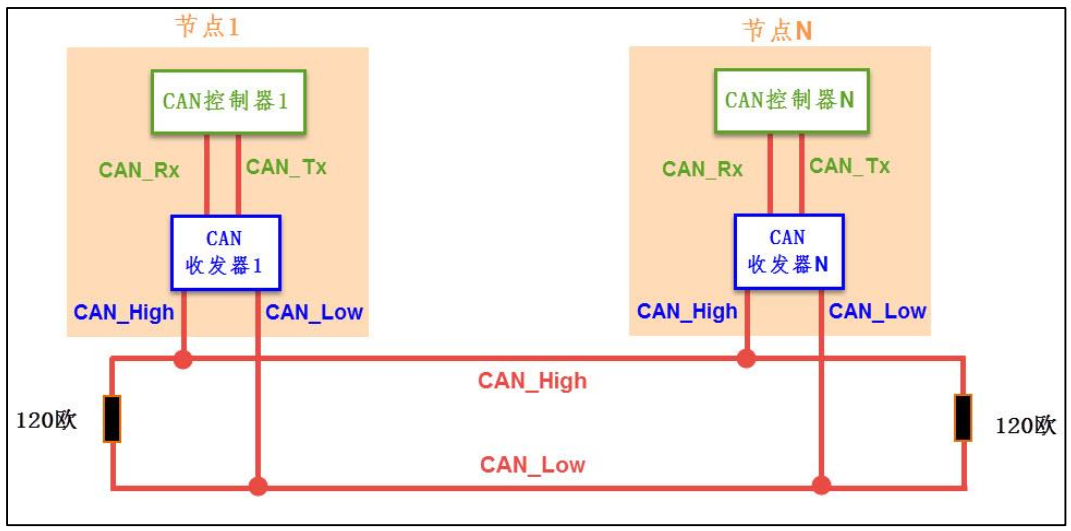 节点1
节点N
CAN控制器1
CAN控制器N
CAN_Rx
CAN_Tx
CAN_Rx
CAN_Tx
CAN
收发器1
CAN
收发器N
CAN_High
CAN_Low
CAN_High
CAN_Low
CAN_High
120欧
120欧
CAN_Low